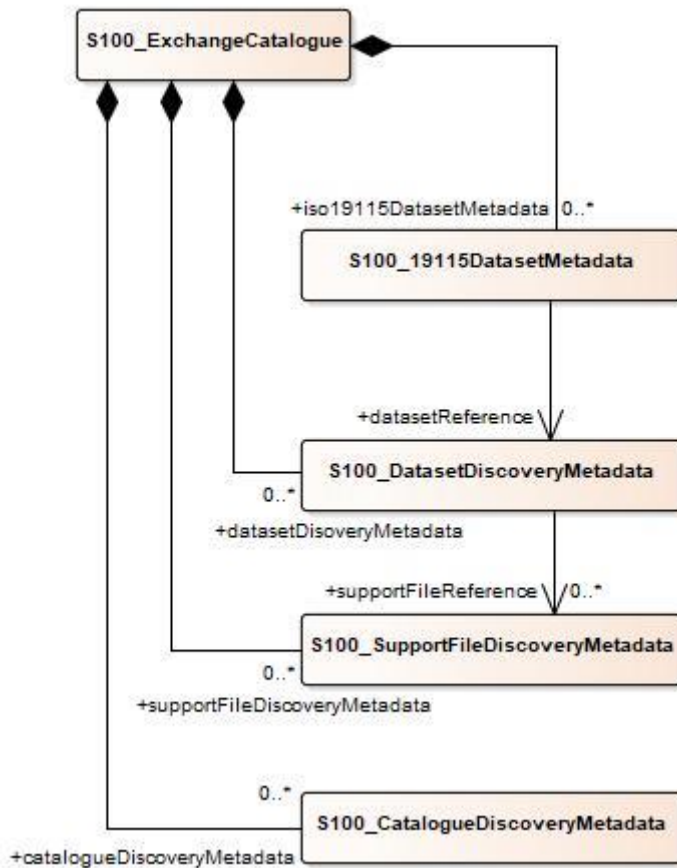 S100_ExchangeCatalogue
+iso19115DatasetMetadata 0..*
S100_19115DatasetMetadata
+datasetReference
S100_DatasetDiscoveryMetadata
0..*
+datasetDisoveryMetadata
+supportFileReference 0..*
S100_SupportFileDiscoveryMetadata
0..*
+supportFileDiscoveryMetadata
0..*
S100_CatalogueDiscoveryMetadata
+catalogueDiscoveryMetadata